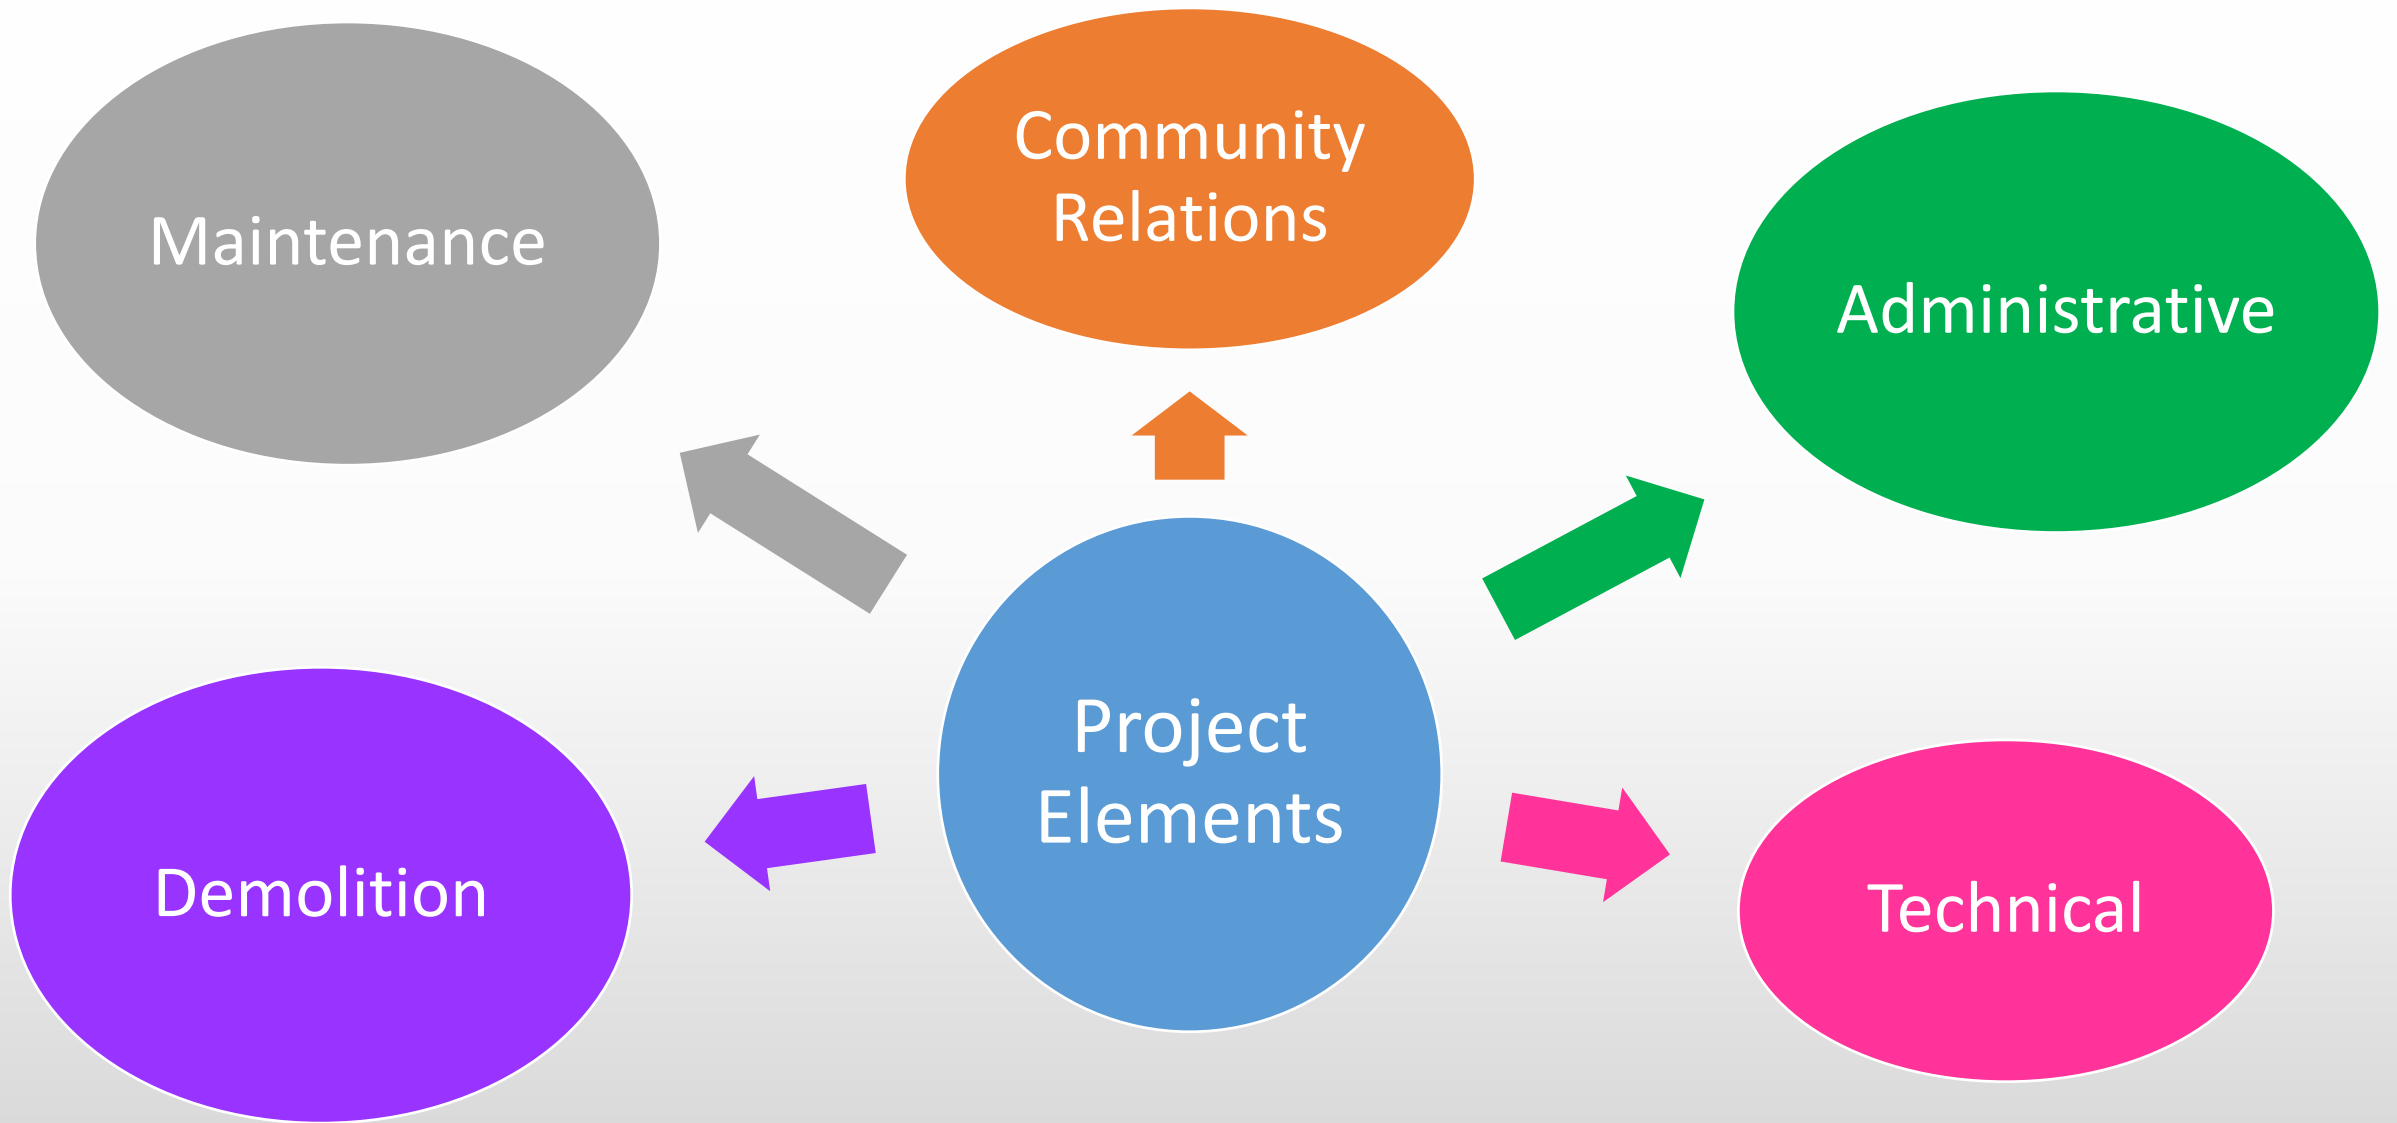 Maintenance
Community
Relations
Administrative
Project
Elements
Demolition
Technical